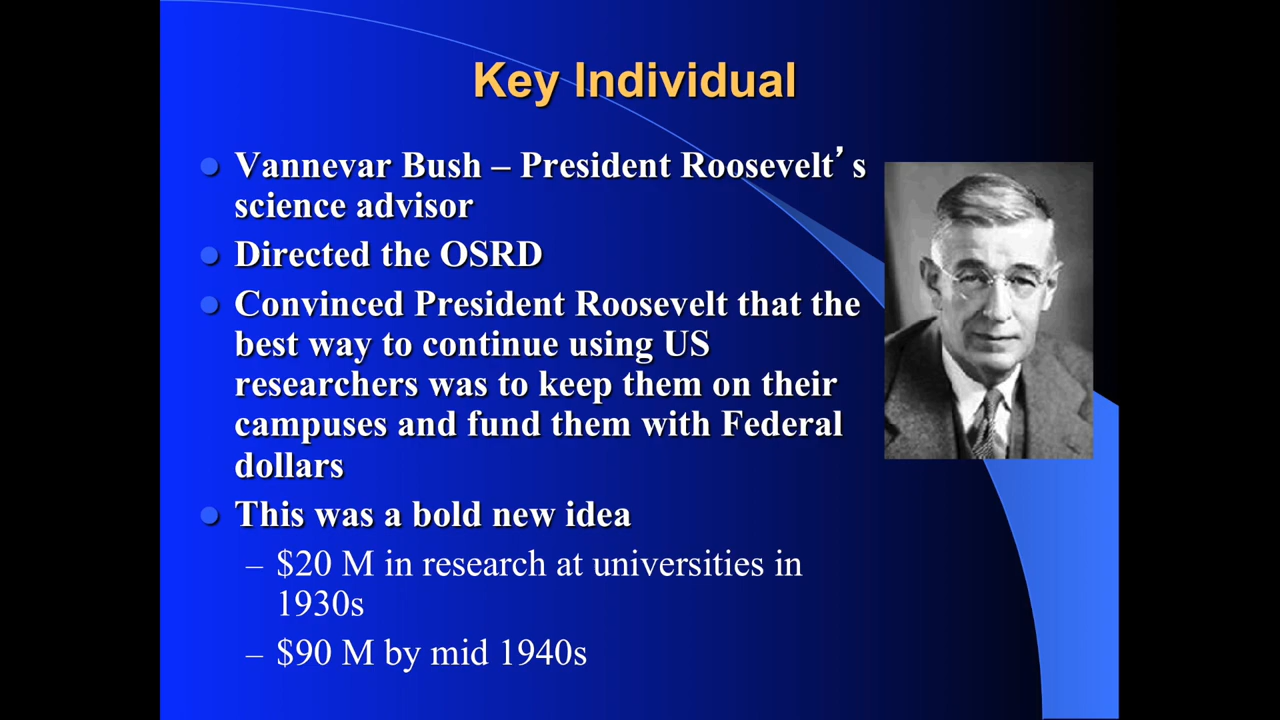 Key Individual
Vannevar Bush – President Roosevelt’s
science advisor
Directed the OSRD
Convinced President Roosevelt that the
best way to continue using US
researchers was to keep them on their
campuses and fund them with Federal
dollars
This was a bold new idea
– $20 M in research at universities in
1930s
– $90 M by mid 1940s